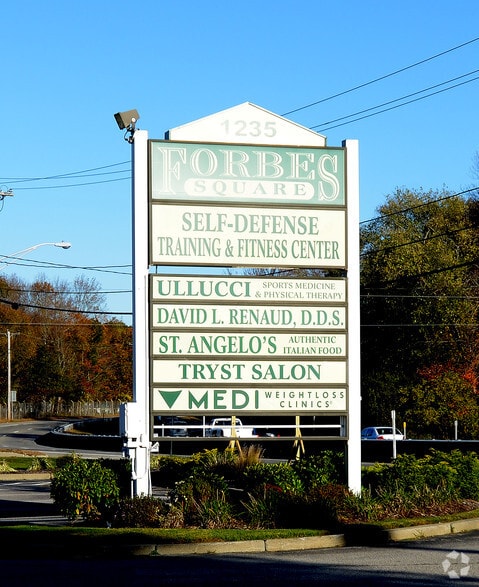 1235
FORBES
SQUARE
SELF-DEFENSE
TRAINING & FITNESS CENTER
ULLUCCI SPORTS MEDICINE
& PHYSICAL THERAPY
DAVID L. RENAUD, D.D.S.
ST. ANGELO'S AUTHENTIC
ITALIAN FOOD
TRYST SALON
MEDI WEIGHTLOSS
CLINICS®